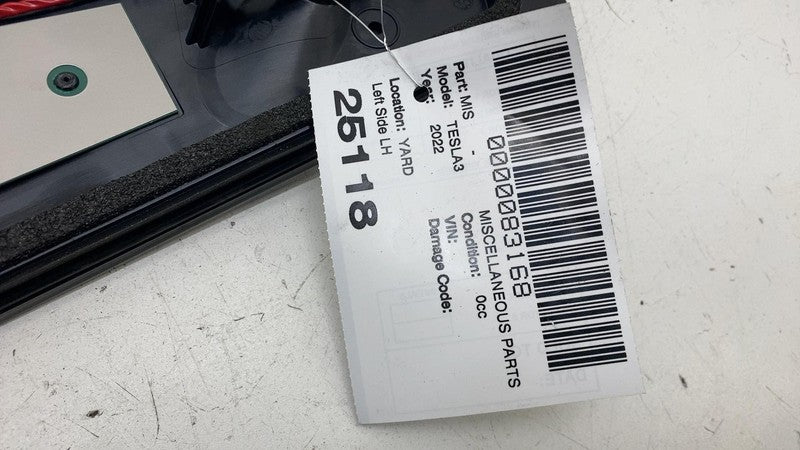 0000083168
Part: MIS - MISCELLANEOUS PARTS
Model: TESLA3 Condition: 0cc
Year: 2022 VIN:
Damage Code:
Location: YARD
Left Side LH
25118